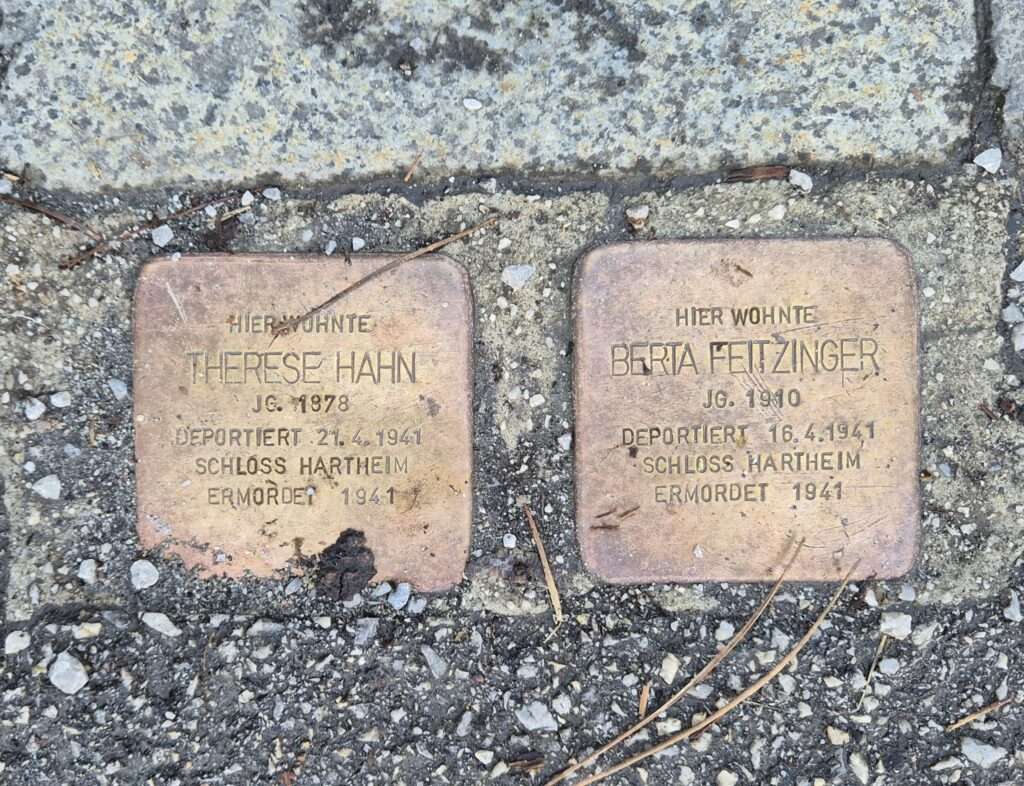 HIER WOHNTE
THERESE HAHN
JG. 1878
DEPORTIERT 21.4.1941
SCHLOSS HARTHEIM
ERMORDET 1941
HIER WOHNTE
BERTA FEITZINGER
JG. 1910
DEPORTIERT 16.4.1941
SCHLOSS HARTHEIM
ERMORDET 1941